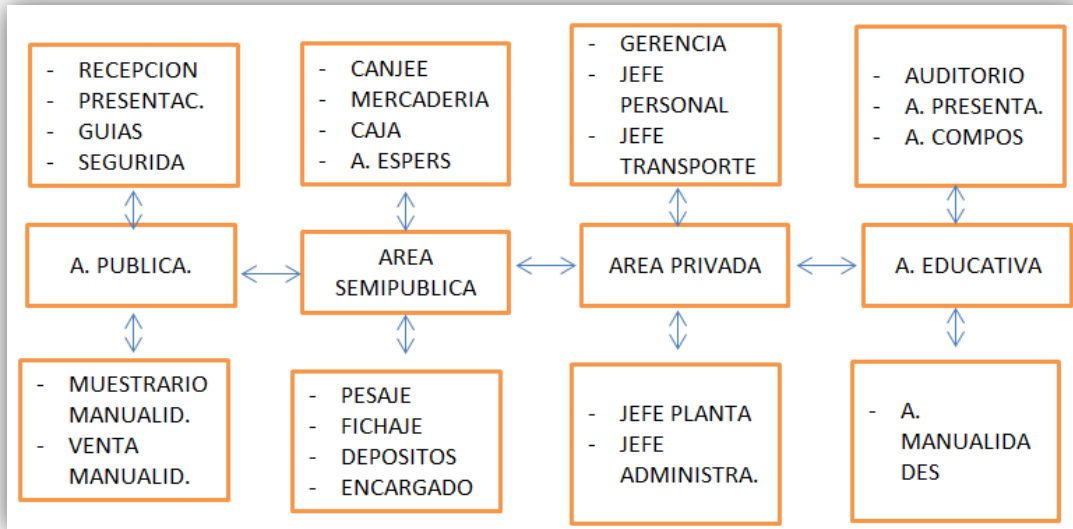 - RECEPCION
- PRESENTAC.
- GUIAS
- SEGURIDA
- CANJEE
- MERCADERIA
- CAJA
- A. ESPERS
- GERENCIA
- JEFE
PERSONAL
- JEFE
TRANSPORTE
- AUDITORIO
- A. PRESENTA.
- A. COMPOS
A. PUBLICA.
AREA
SEMIPUBLICA
AREA PRIVADA
A. EDUCATIVA
- MUESTRARIO
MANUALID.
- VENTA
MANUALID.
- PESAJE
- FICHAJE
- DEPOSITOS
- ENCARGADO
- JEFE PLANTA
- JEFE
ADMINISTRA.
- A.
MANUALIDA
DES